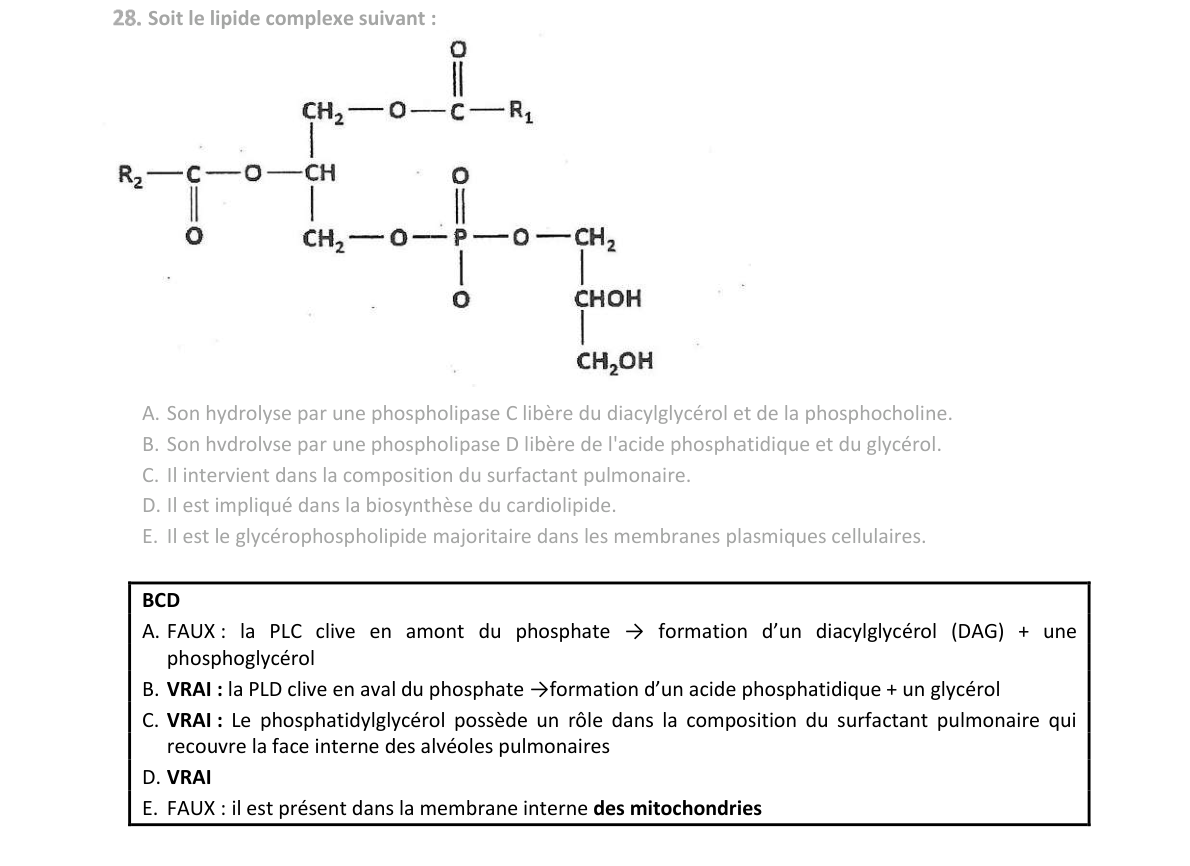 28. Soit le lipide complexe suivant :
O
CH₂—O—C—R₁
R₂—C—O—CH O
O CH₂—O—P—O—CH₂
O CHOH
CH₂OH
A. Son hydrolyse par une phospholipase C libère du diacylglycérol et de la phosphocholine.
B. Son hvdrolvse par une phospholipase D libère de l'acide phosphatidique et du glycérol.
C. Il intervient dans la composition du surfactant pulmonaire.
D. Il est impliqué dans la biosynthèse du cardiolipide.
E. Il est le glycérophospholipide majoritaire dans les membranes plasmiques cellulaires.
BCD
A. FAUX : la PLC clive en amont du phosphate → formation d’un diacylglycérol (DAG) + une
phosphoglycérol
B. VRAI : la PLD clive en aval du phosphate →formation d’un acide phosphatidique + un glycérol
C. VRAI : Le phosphatidylglycérol possède un rôle dans la composition du surfactant pulmonaire qui
recouvre la face interne des alvéoles pulmonaires
D. VRAI
E. FAUX : il est présent dans la membrane interne des mitochondries